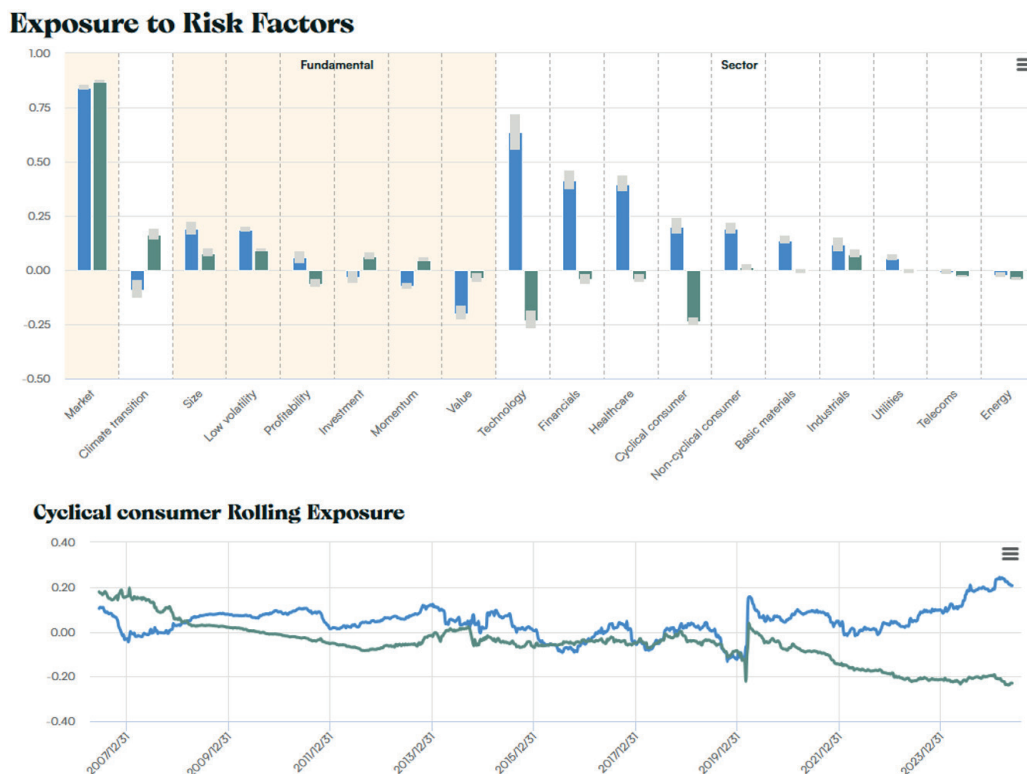 Exposure to Risk Factors
1.00
Fundamental
Sector
0.75
0.50
0.25
0.00
-0.25
-0.50
Market
Climate transition
Size
Low volatility
Profitability
Investment
Momentum
Value
Technology
Financials
Healthcare
Cyclical consumer
Non-cyclical consumer
Basic materials
Industrials
Utilities
Telecoms
Energy
Cyclical consumer Rolling Exposure
0.40
0.20
0.00
-0.20
-0.40
2007/12/31
2009/12/31
2011/12/31
2013/12/31
2015/12/31
2017/12/31
2019/12/31
2021/12/31
2023/12/31